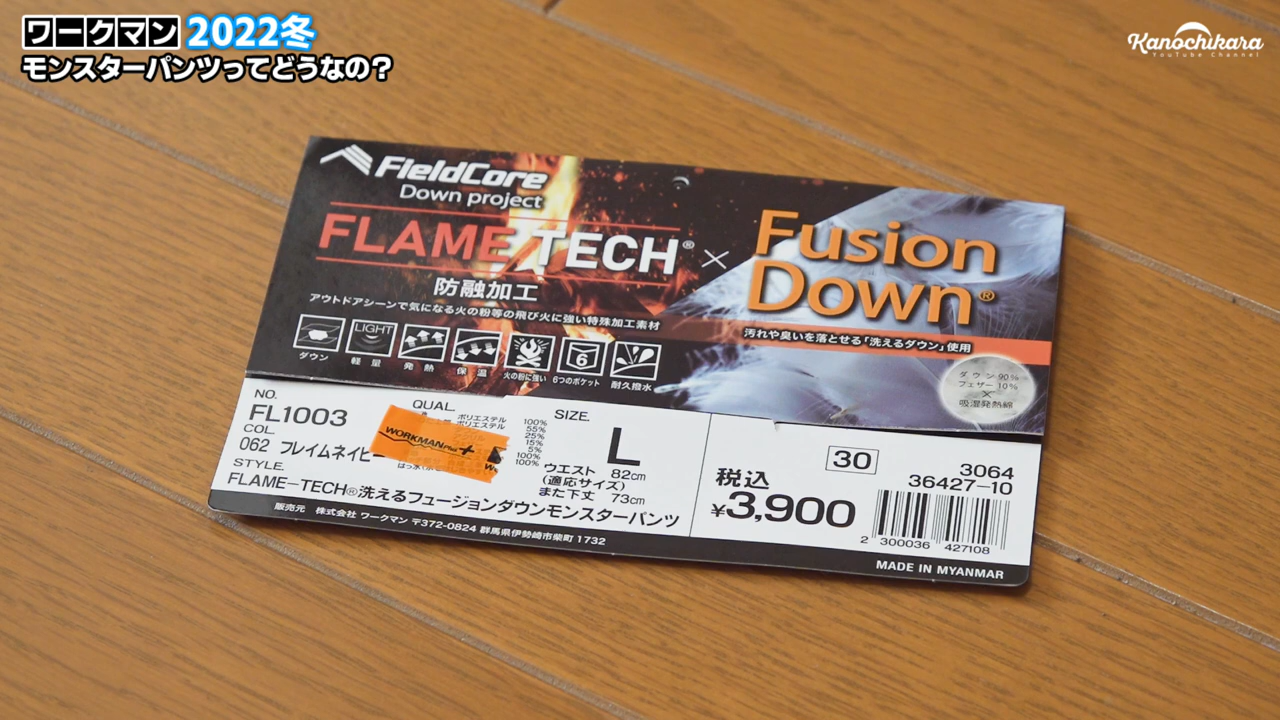 ワークマン 2022冬
モンスターパンツってどうなの?
Kanochikara
YouTube Channel
FieldCore
Down project
FLAME-TECH® × Fusion Down®
防融加工
アウトドアシーンで気になる火の粉等の飛び火に強い特殊加工素材
汚れや臭いを落とせる「洗えるダウン」使用
LIGHT
6
ダウン 軽量 発熱 保温 火の粉に強い 6つのポケット 耐久撥水
ダウン90%
フェザー10%
×
吸湿発熱綿
NO.
FL1003
COL.
062 フレイムネイビー
QUAL.
ポリエステル 100%
ポリエステル 55%
25%
15%
5%
100%
100%
WORKMAN Plus+
SIZE.
L
ウエスト 82cm
(適応サイズ)
また下丈 73cm
STYLE.
FLAME-TECH®洗えるフュージョンダウンモンスターパンツ
30
税込
¥3,900
3064
36427-10
2 300036 427108
販売元 株式会社 ワークマン 〒372-0824 群馬県伊勢崎市柴町1732
MADE IN MYANMAR